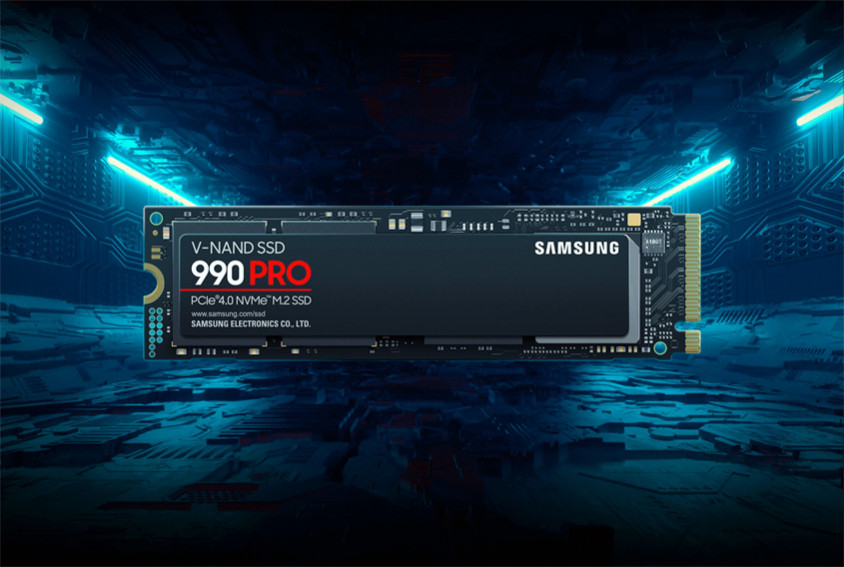 V-NAND SSD
SAMSUNG
990 PRO
PCIe® 4.0 NVMe™ M.2 SSD
www.samsung.com/ssd
SAMSUNG ELECTRONICS CO., LTD.